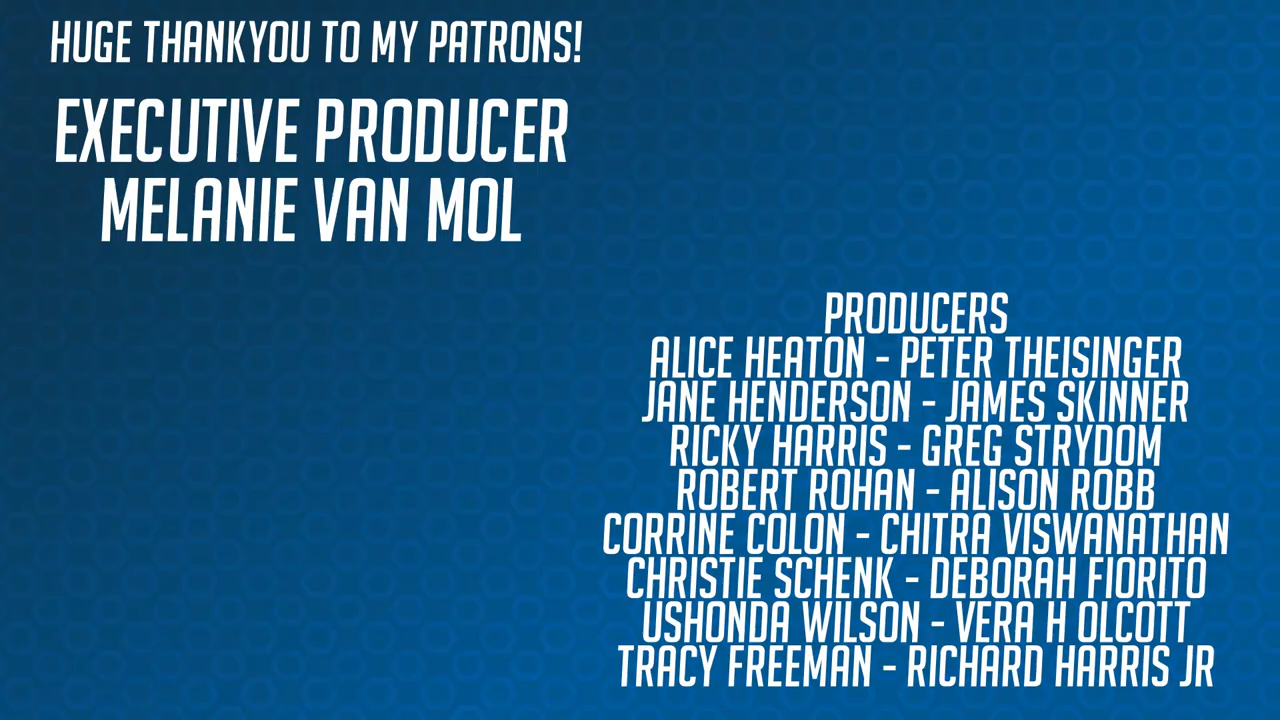 HUGE THANKYOU TO MY PATRONS!
EXECUTIVE PRODUCER
MELANIE VAN MOL
PRODUCERS
ALICE HEATON - PETER THEISINGER
JANE HENDERSON - JAMES SKINNER
RICKY HARRIS - GREG STRYDOM
ROBERT ROHAN - ALISON ROBB
CORRINE COLON - CHITRA VISWANATHAN
CHRISTIE SCHENK - DEBORAH FIORITO
USHONDA WILSON - VERA H OLCOTT
TRACY FREEMAN - RICHARD HARRIS JR